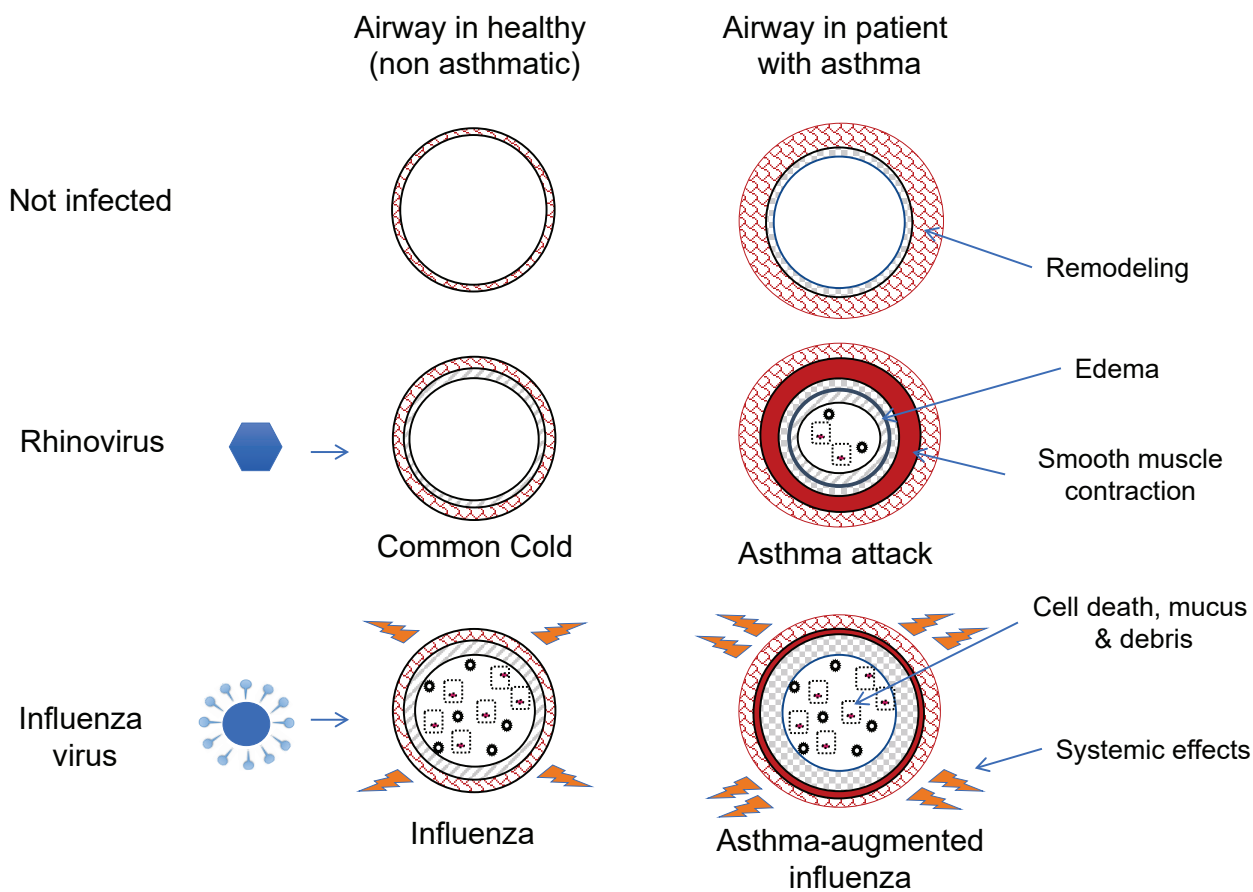 Airway in healthy
(non asthmatic)
Airway in patient
with asthma
Not infected
Remodeling
Rhinovirus
Edema
Smooth muscle
contraction
Common Cold
Asthma attack
Cell death, mucus
& debris
Influenza
virus
Systemic effects
Influenza
Asthma-augmented
influenza